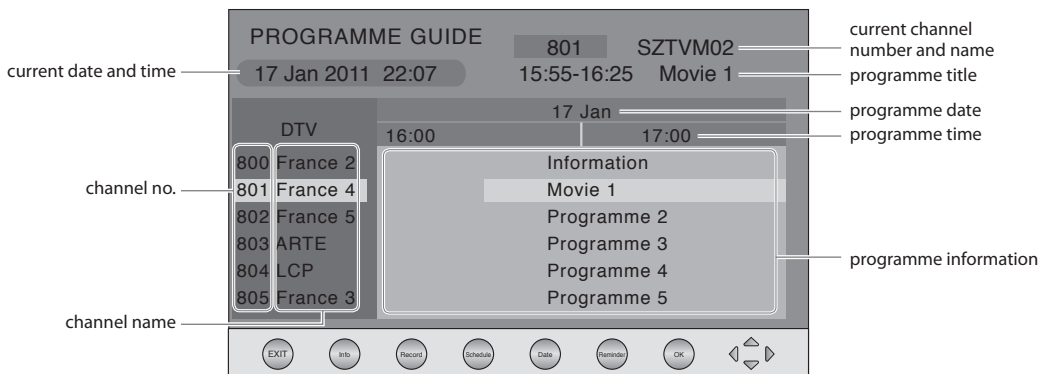 PROGRAMME GUIDE
801 SZTVM02
current channel
number and name
current date and time
17 Jan 2011 22:07
15:55-16:25 Movie 1
programme title
17 Jan
programme date
DTV
16:00
17:00
programme time
800 France 2
Information
channel no.
801 France 4
Movie 1
802 France 5
Programme 2
803 ARTE
Programme 3
804 LCP
Programme 4
programme information
805 France 3
Programme 5
channel name
EXIT
Info
Record
Schedule
Date
Reminder
OK